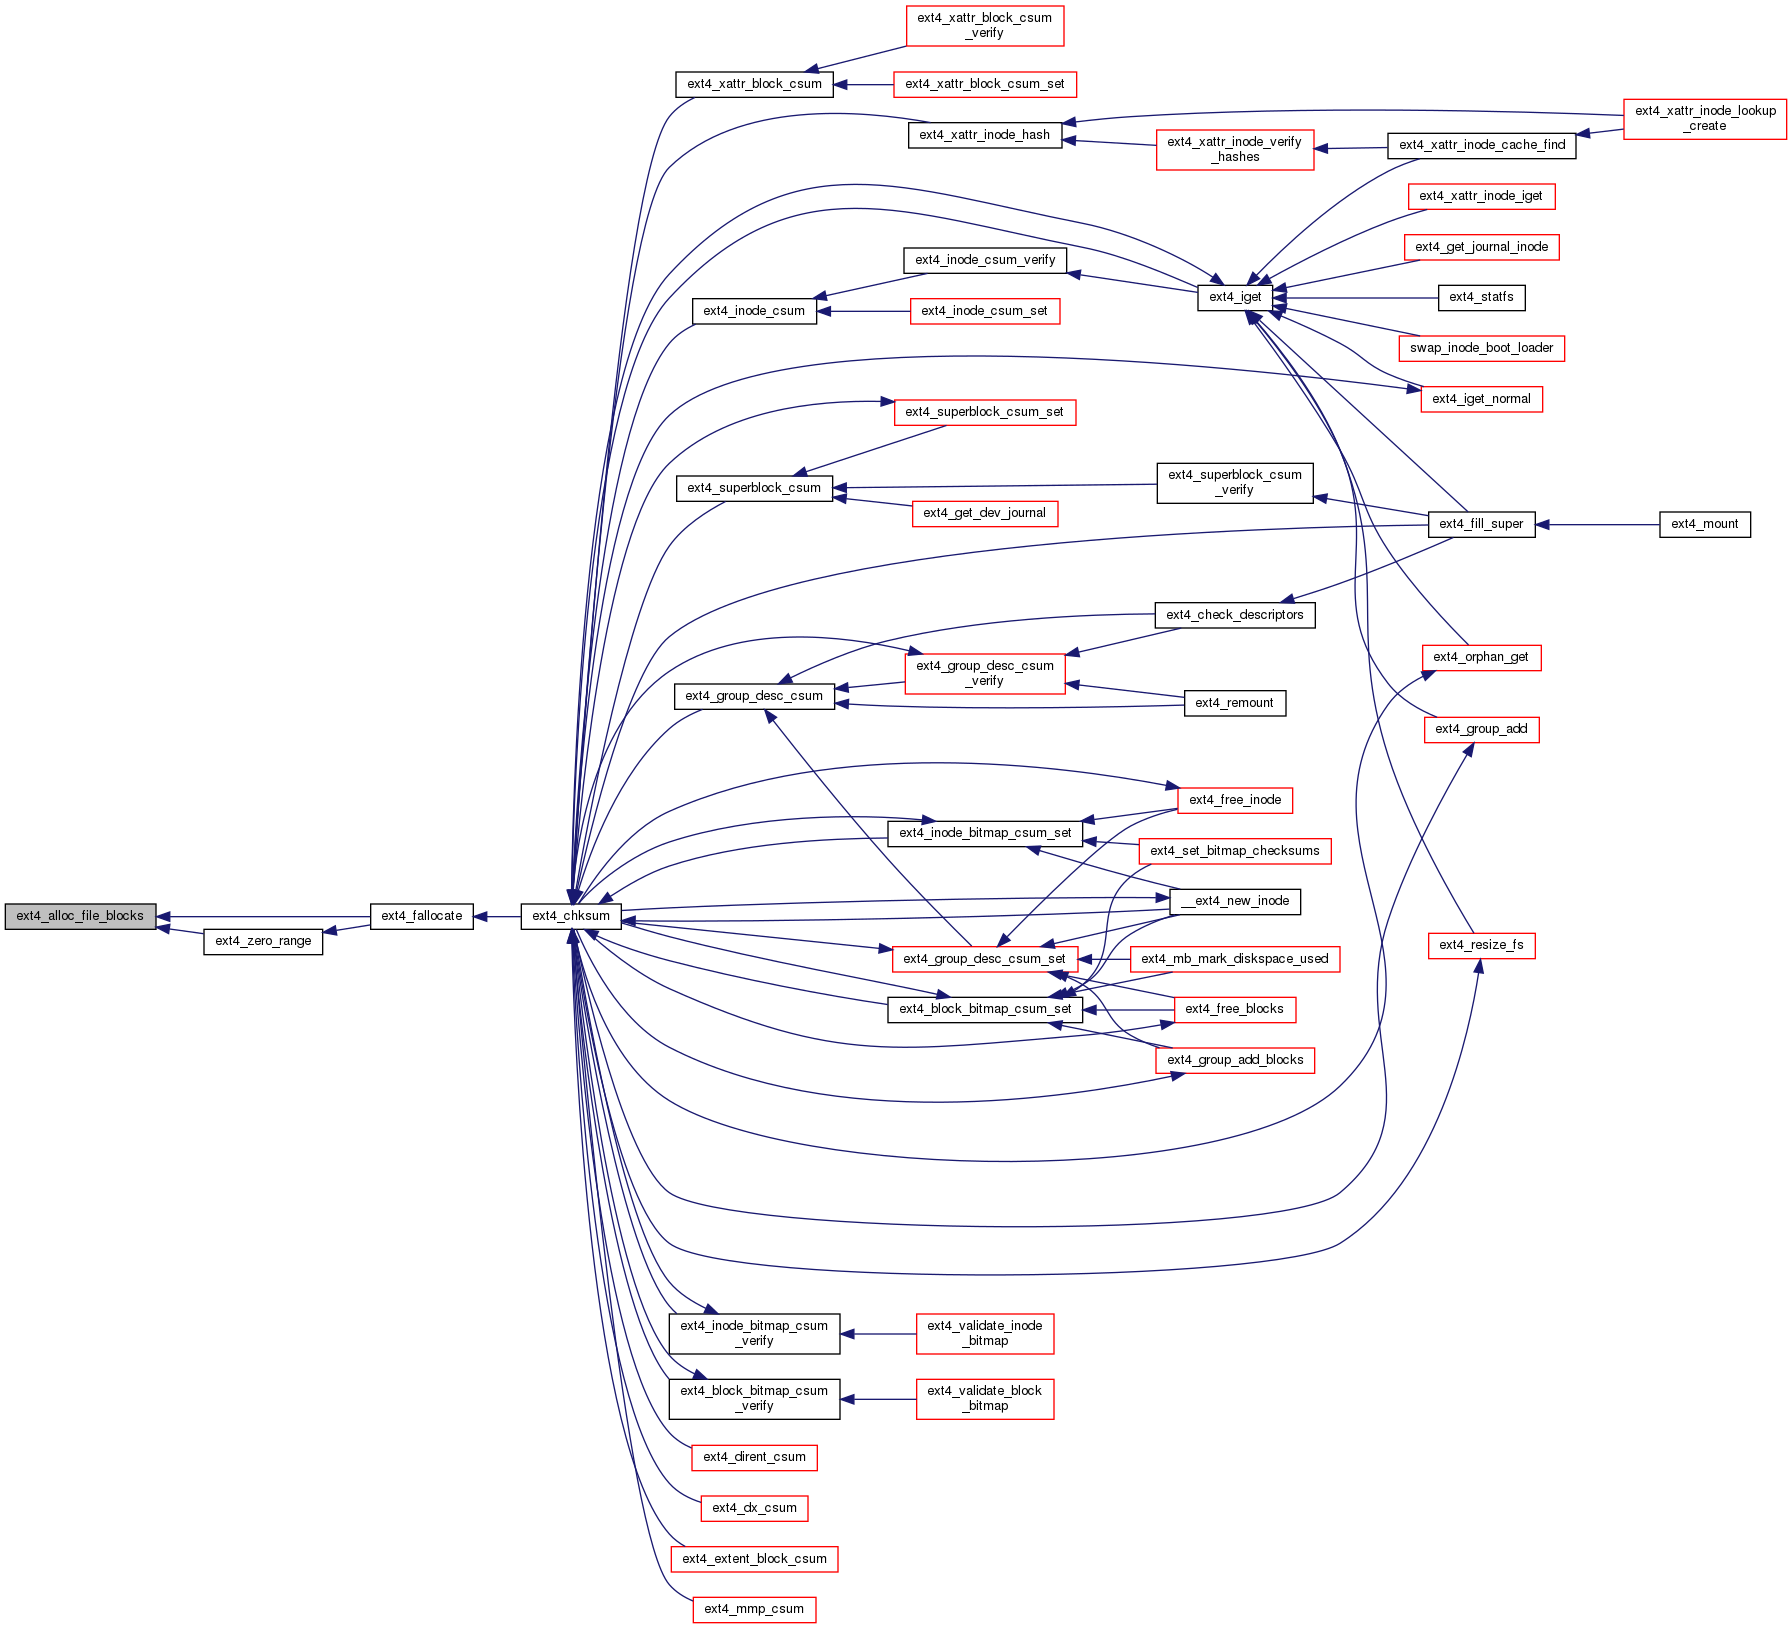 ext4_xattr_block_csum
_verify
ext4_xattr_block_csum
ext4_xattr_block_csum_set
ext4_xattr_inode_lookup
_create
ext4_xattr_inode_hash
ext4_xattr_inode_verify
_hashes
ext4_xattr_inode_cache_find
ext4_xattr_inode_iget
ext4_get_journal_inode
ext4_inode_csum_verify
ext4_iget
ext4_statfs
ext4_inode_csum
ext4_inode_csum_set
swap_inode_boot_loader
ext4_iget_normal
ext4_superblock_csum_set
ext4_superblock_csum
ext4_superblock_csum
_verify
ext4_get_dev_journal
ext4_fill_super
ext4_mount
ext4_check_descriptors
ext4_group_desc_csum
_verify
ext4_orphan_get
ext4_group_desc_csum
ext4_remount
ext4_group_add
ext4_free_inode
ext4_inode_bitmap_csum_set
ext4_set_bitmap_checksums
__ext4_new_inode
ext4_alloc_file_blocks
ext4_fallocate
ext4_chksum
ext4_zero_range
ext4_resize_fs
ext4_group_desc_csum_set
ext4_mb_mark_diskspace_used
ext4_block_bitmap_csum_set
ext4_free_blocks
ext4_group_add_blocks
ext4_inode_bitmap_csum
_verify
ext4_validate_inode
_bitmap
ext4_block_bitmap_csum
_verify
ext4_validate_block
_bitmap
ext4_dirent_csum
ext4_dx_csum
ext4_extent_block_csum
ext4_mmp_csum